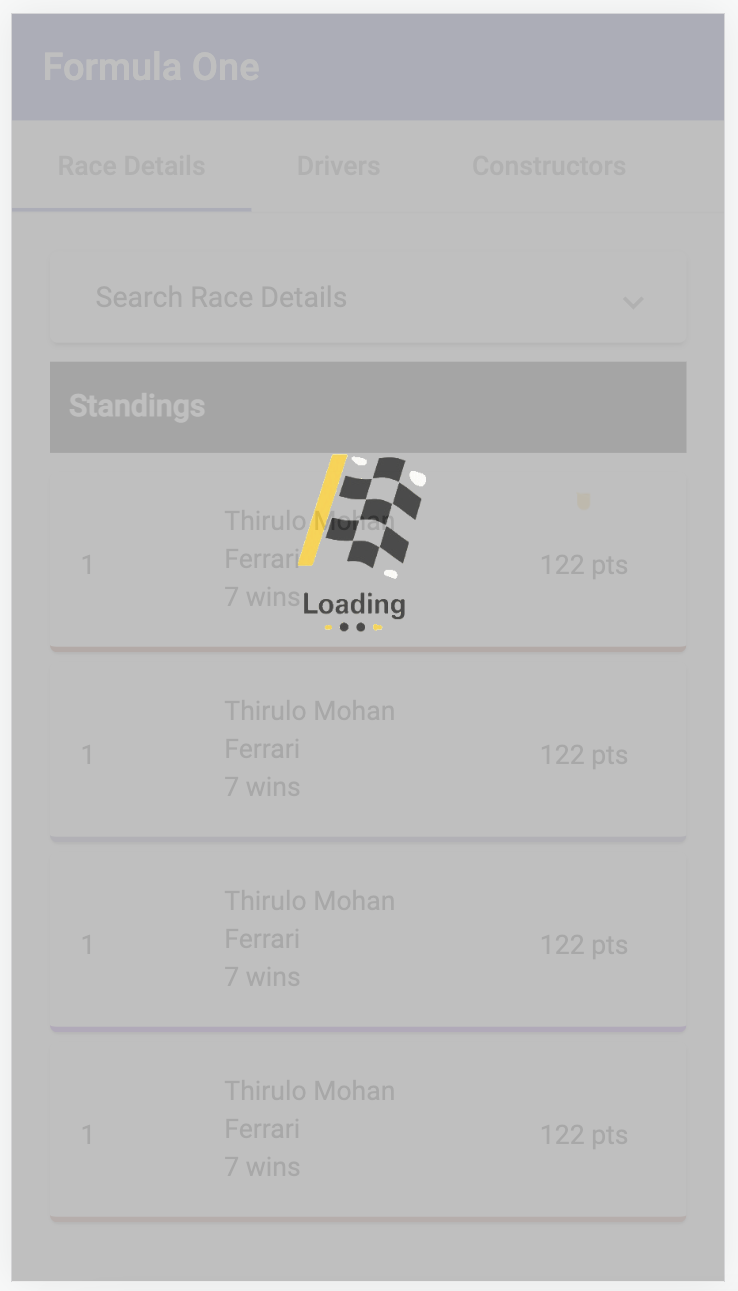 Formula One
Race Details Drivers Constructors
Search Race Details
Standings
Thirulo Mohan
Ferrari
1 122 pts
7 wins
Loading
Thirulo Mohan
Ferrari
1 122 pts
7 wins
Thirulo Mohan
Ferrari
1 122 pts
7 wins
Thirulo Mohan
Ferrari
1 122 pts
7 wins